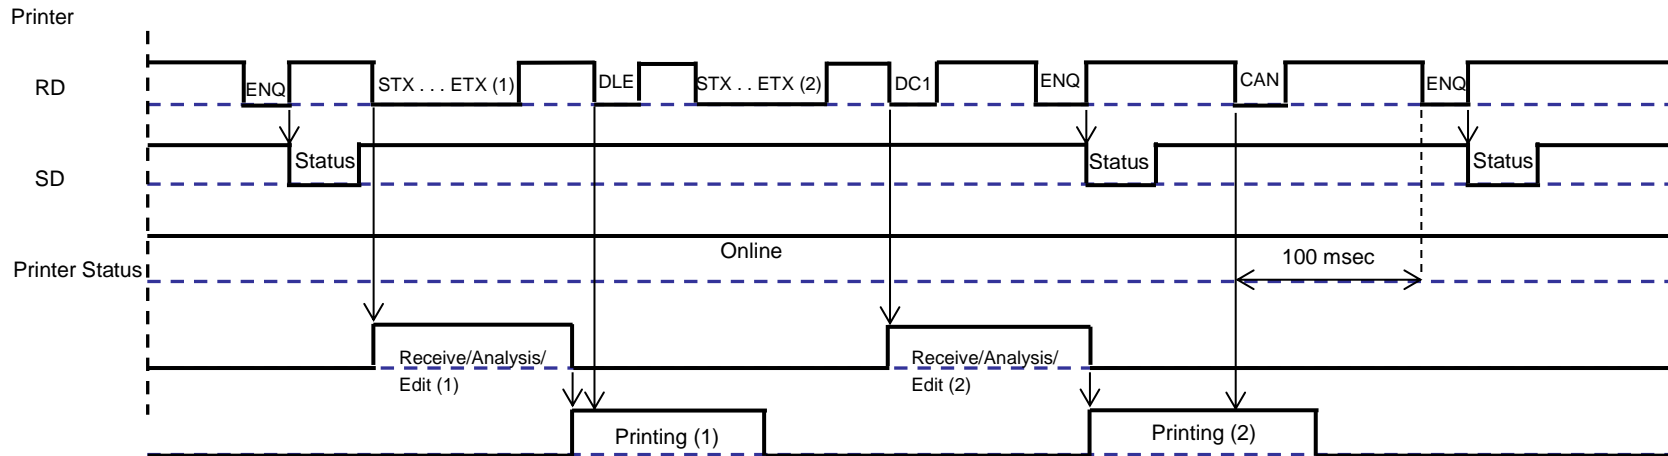 Printer
RD
ENQ
STX . . . ETX (1)
DLE
STX . . ETX (2)
DC1
ENQ
CAN
ENQ
SD
Status
Status
Status
Printer Status
Online
100 msec
Receive/Analysis/
Edit (1)
Receive/Analysis/
Edit (2)
Printing (1)
Printing (2)